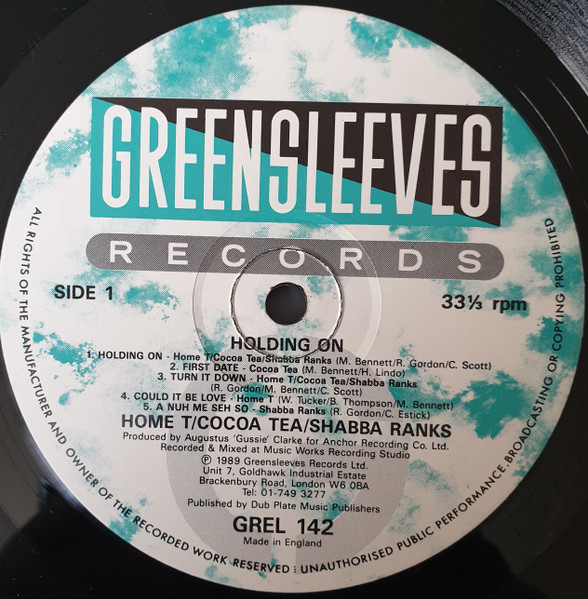 GREENSLEEVES
RECORDS
SIDE 1
33⅓ rpm
HOLDING ON
1. HOLDING ON - Home T/Cocoa Tea/Shabba Ranks (M. Bennett/R. Gordon/C. Scott)
2. FIRST DATE - Cocoa Tea (M. Bennett/H. Lindo)
3. TURN IT DOWN - Home T/Cocoa Tea/Shabba Ranks
(R. Gordon/M. Bennett/C. Scott)
4. COULD IT BE LOVE - Home T (W. Tucker/B. Thompson/M. Bennett)
5. A NUH ME SEH SO - Shabba Ranks (R. Gordon/C. Estick)
HOME T/COCOA TEA/SHABBA RANKS
Produced by Augustus 'Gussie' Clarke for Anchor Recording Co. Ltd.
Recorded & Mixed at Music Works Recording Studio
℗ 1989 Greensleeves Records Ltd.
Unit 7, Goldhawk Industrial Estate
Brackenbury Road, London W6 0BA
Tel: 01-749 3277
Published by Dub Plate Music Publishers
GREL 142
Made in England
ALL RIGHTS OF THE MANUFACTURER AND OWNER OF THE RECORDED WORK RESERVED : UNAUTHORISED PUBLIC PERFORMANCE, BROADCASTING OR COPYING PROHIBITED